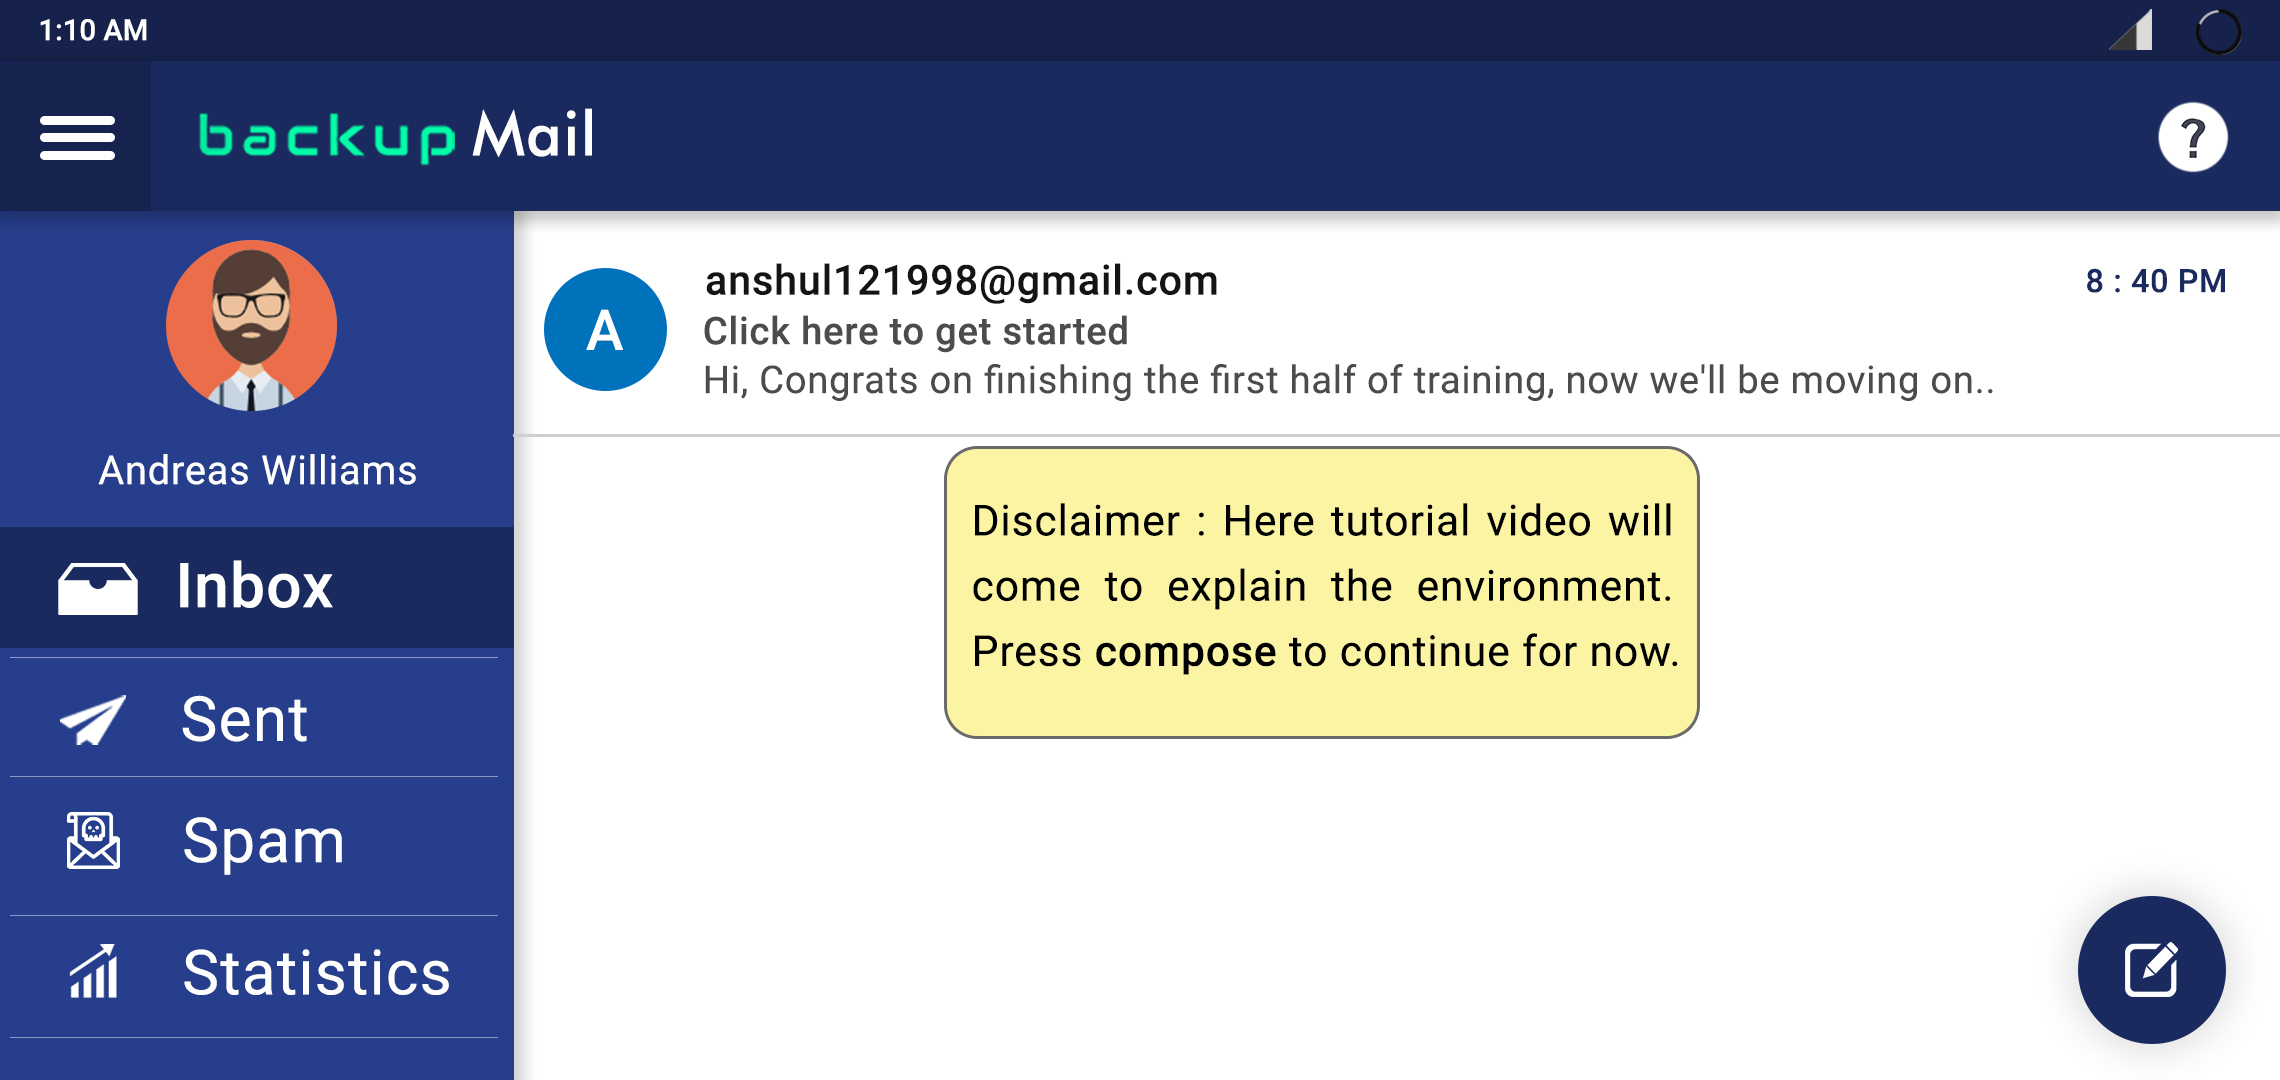 1:10 AM
backup Mail
?
anshul121998@gmail.com
8 : 40 PM
A
Click here to get started
Hi, Congrats on finishing the first half of training, now we'll be moving on..
Andreas Williams
Disclaimer : Here tutorial video will
come to explain the environment.
Press compose to continue for now.
Inbox
Sent
Spam
Statistics